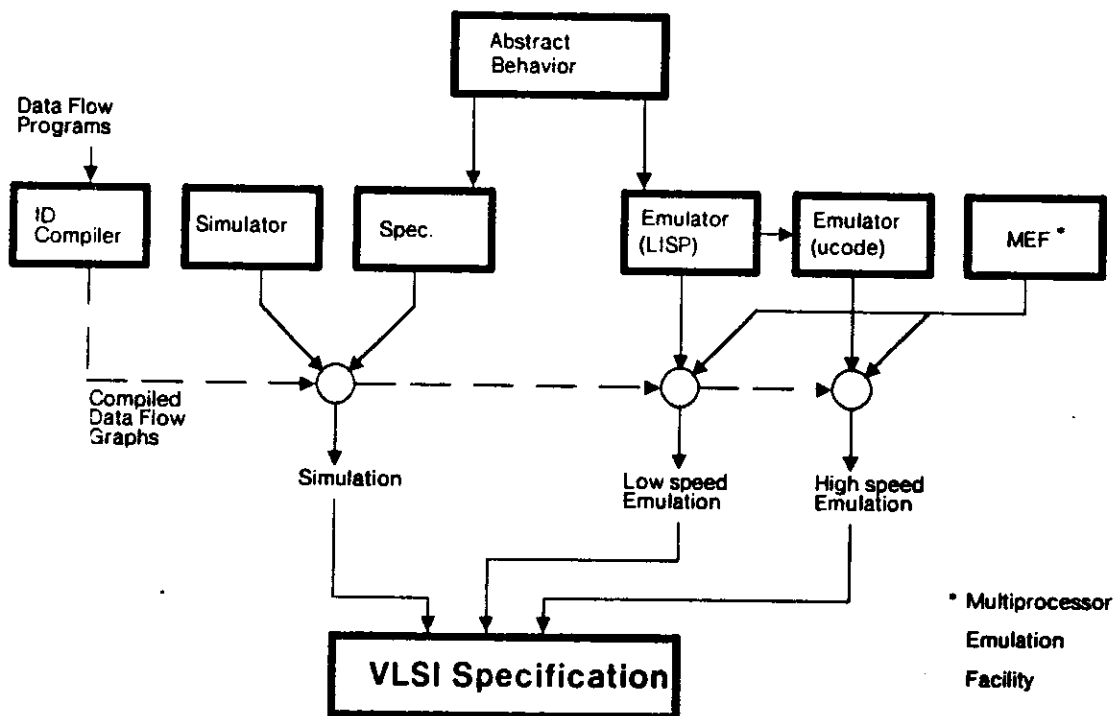 Abstract
Behavior
Data Flow
Programs
ID
Compiler
Simulator
Spec.
Emulator
(LISP)
Emulator
(ucode)
MEF *
Compiled
Data Flow
Graphs
Simulation
Low speed
Emulation
High speed
Emulation
VLSI Specification
* Multiprocessor
Emulation
Facility